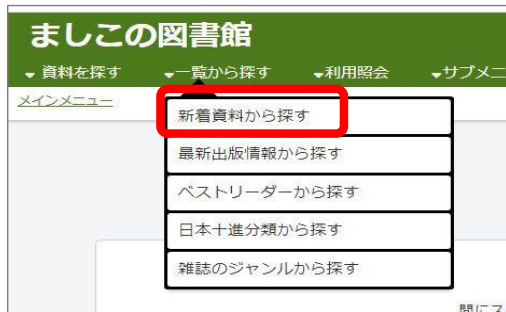 ましこの図書館
資料を探す 一覧から探す 利用照会 サブメニ
メインメニュー
新着資料から探す
最新出版情報から探す
ベストリーダーから探す
日本十進分類から探す
雑誌のジャンルから探す